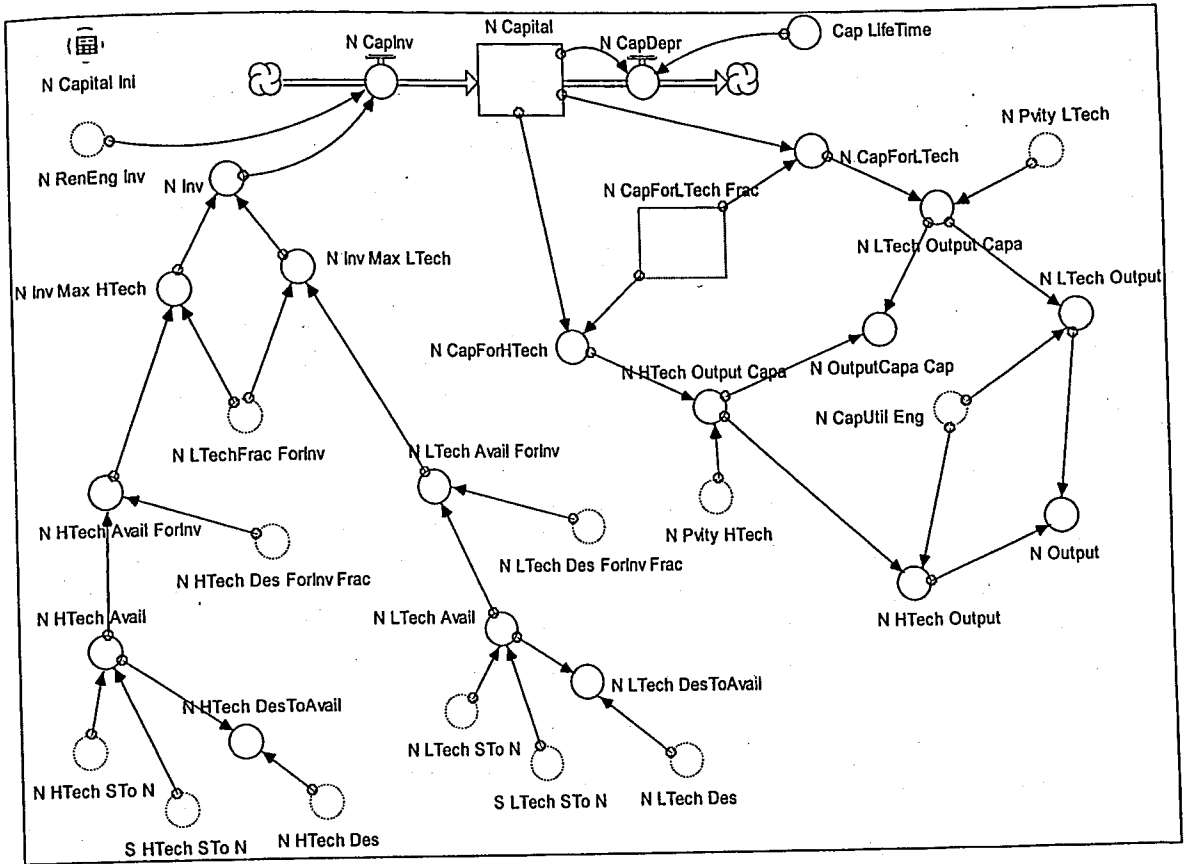 N Capital
N CapInv
N CapDepr
Cap LifeTime
N Capital Ini
N Pvity LTech
N RenEng Inv
N Inv
N CapForLTech
N CapForLTech Frac
N LTech Output Capa
N Inv Max LTech
N LTech Output
N Inv Max HTech
N CapForHTech
N HTech Output Capa
N OutputCapa Cap
N CapUtil Eng
N LTechFrac ForInv
N LTech Avail ForInv
N HTech Avail ForInv
N Pvity HTech
N Output
N HTech Des ForInv Frac
N LTech Des ForInv Frac
N HTech Avail
N LTech Avail
N HTech Output
N HTech DesToAvail
N LTech DesToAvail
N LTech STo N
N HTech STo N
S LTech STo N
N LTech Des
S HTech STo N
N HTech Des